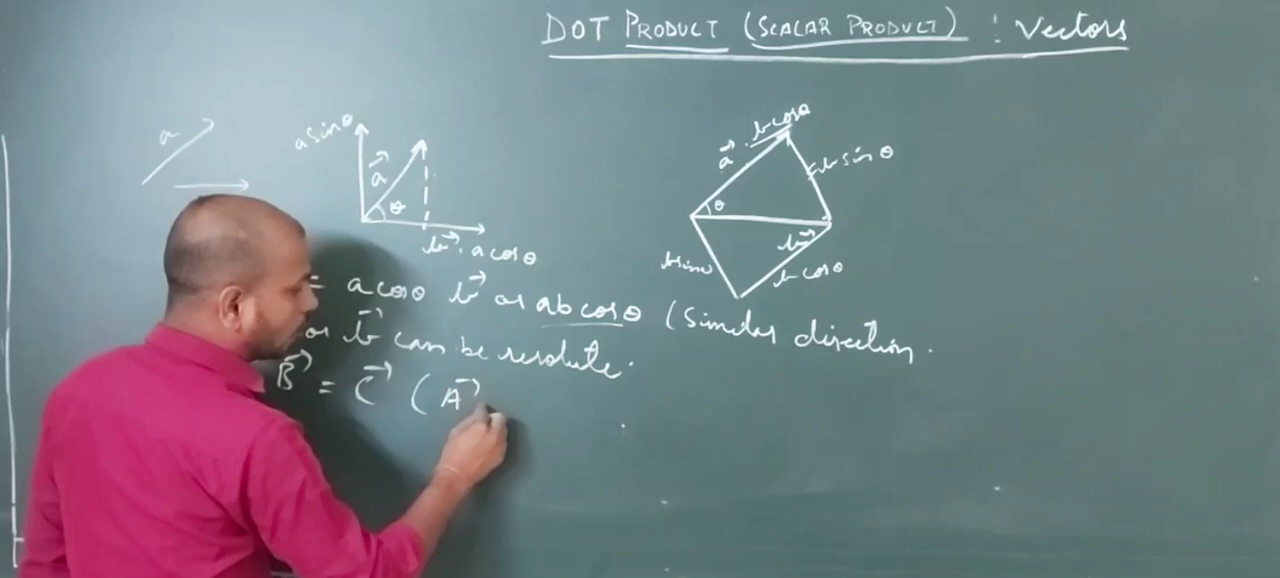 DOT PRODUCT (SCALAR PRODUCT) : Vectors
a
a sinθ
a⃗
θ
b⃗ . a cosθ
b cosθ
a⃗ .
b sinθ
θ
b⃗
b sinθ
b cosθ
= a cosθ b⃗ or ab cosθ (Similar direction.
or b⃗ can be resolute.
B⃗ = C⃗ (A⃗